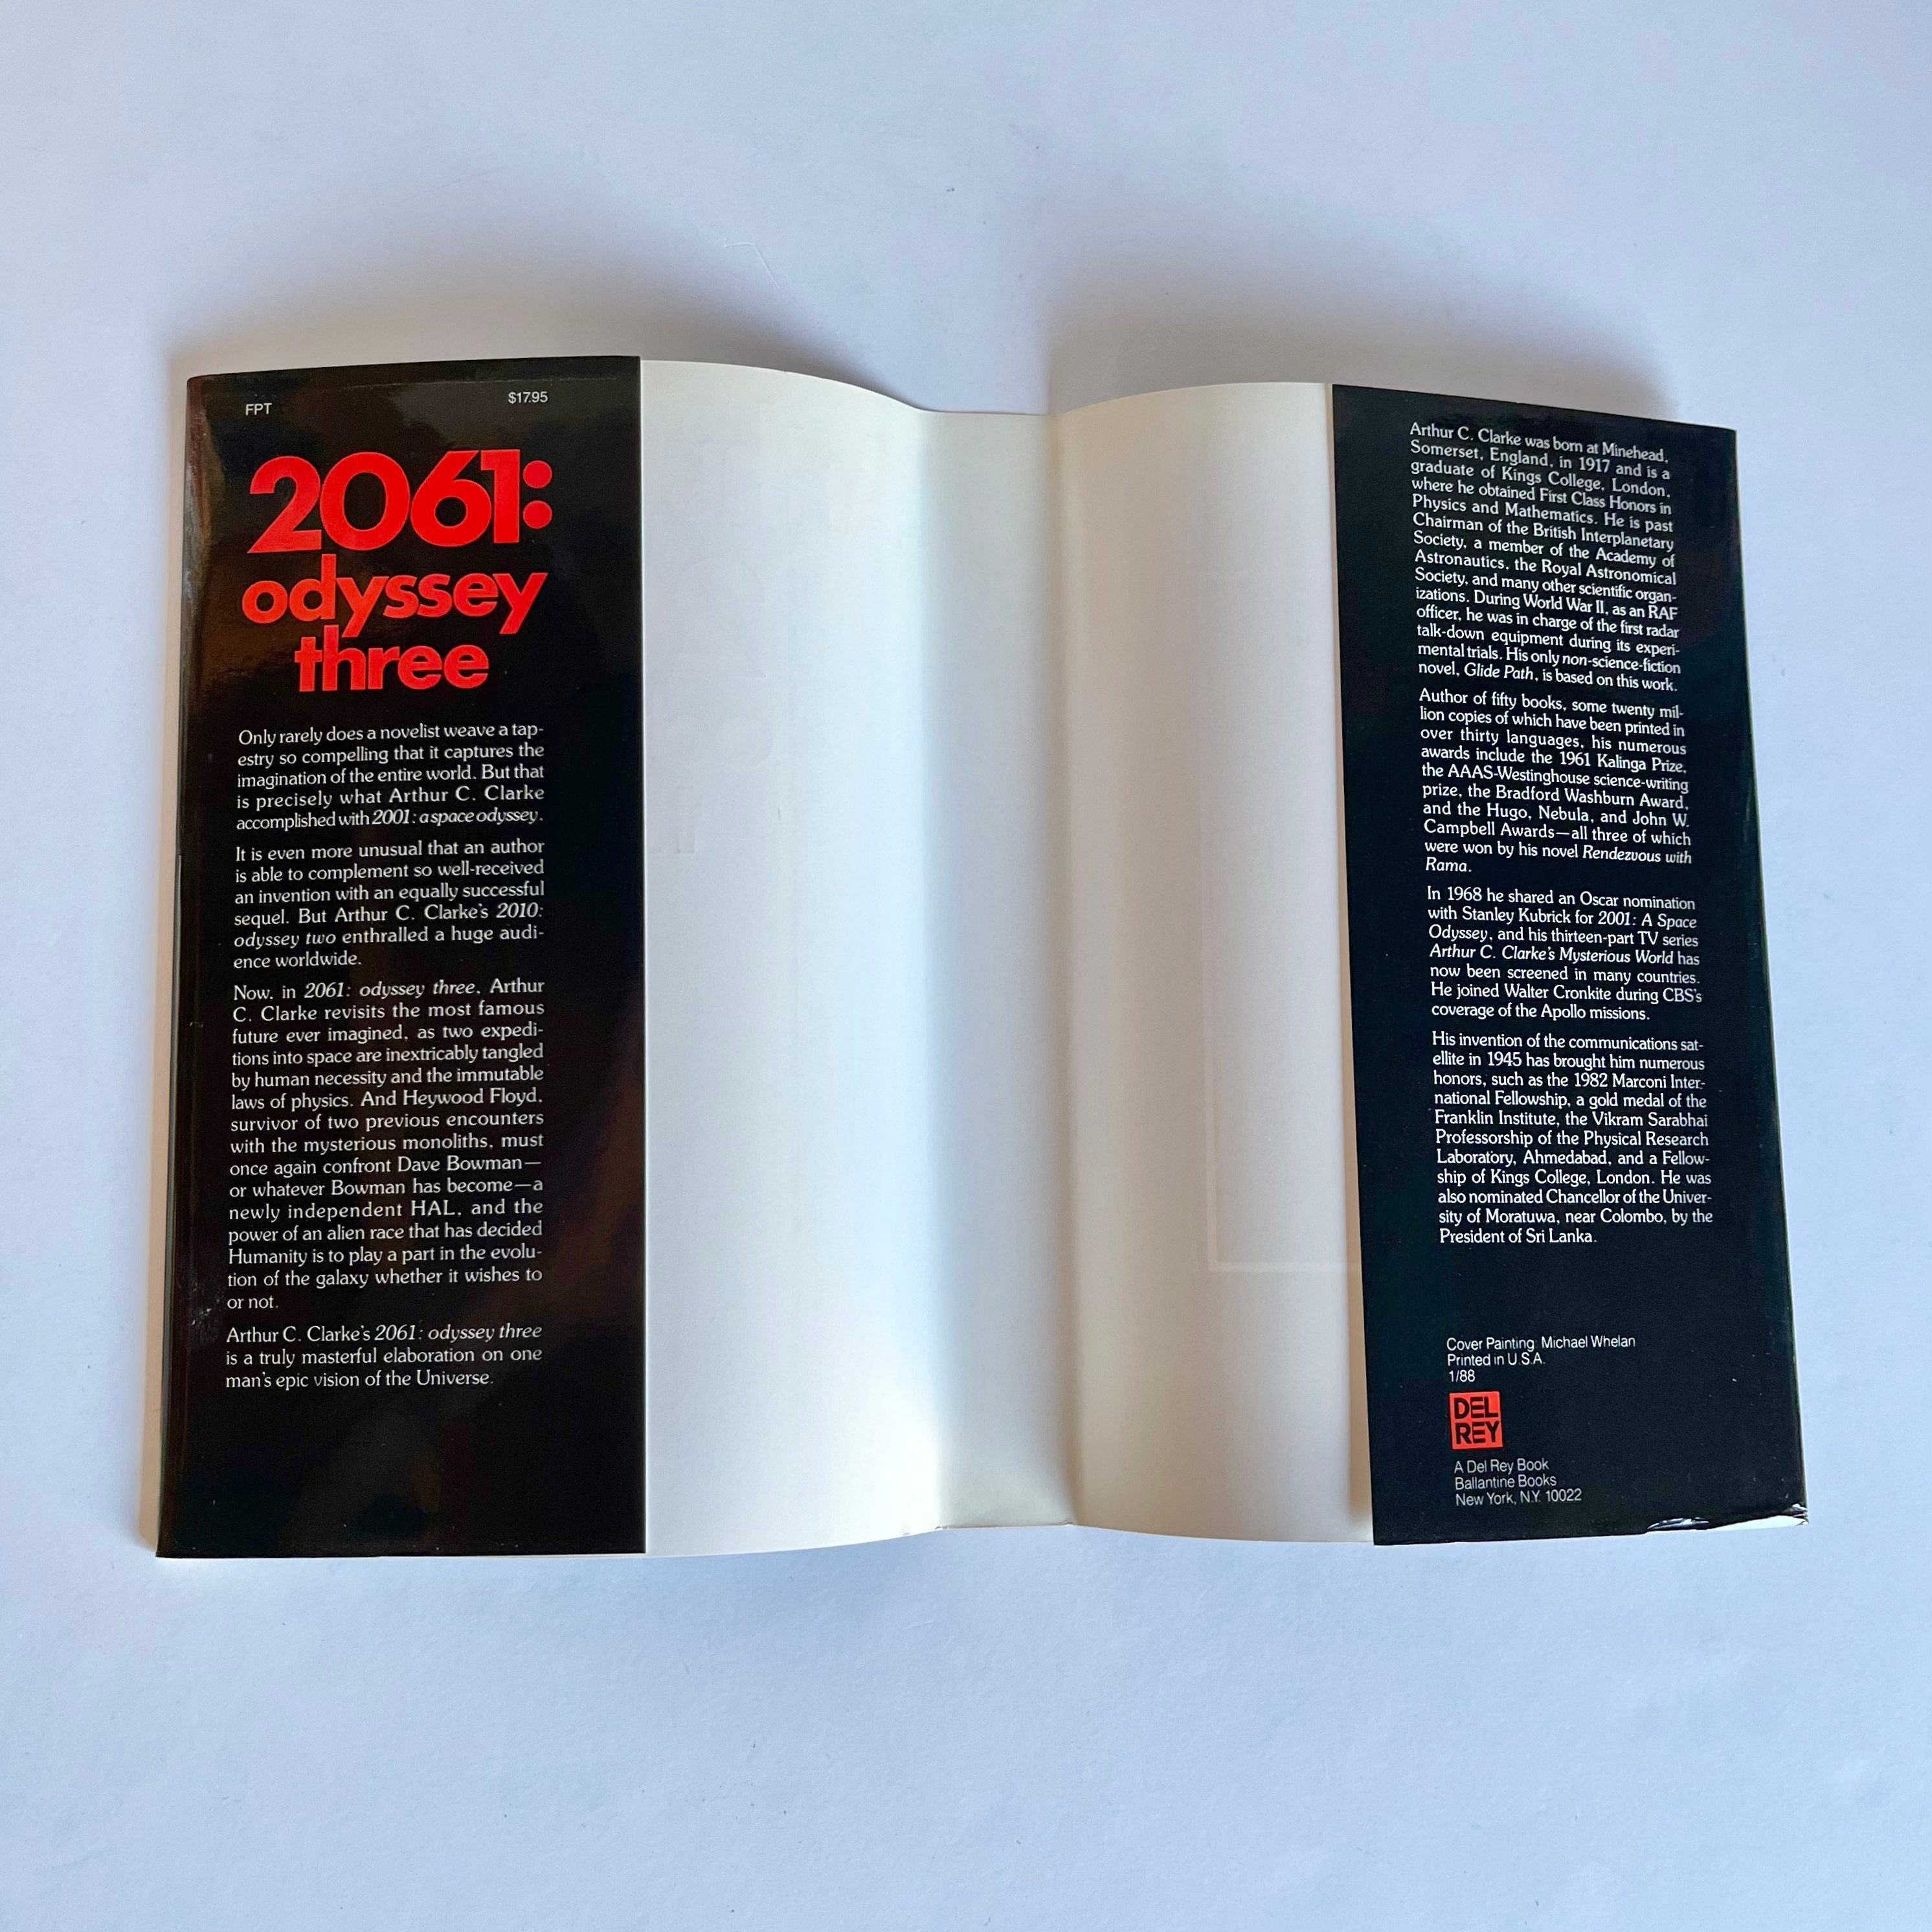 FPT
$17.95
2061:
odyssey
three
Only rarely does a novelist weave a tap-
estry so compelling that it captures the
imagination of the entire world. But that
is precisely what Arthur C. Clarke
accomplished with 2001: a space odyssey.
It is even more unusual that an author
is able to complement so well-received
an invention with an equally successful
sequel. But Arthur C. Clarke's 2010:
odyssey two enthralled a huge audi-
ence worldwide.
Now, in 2061: odyssey three, Arthur
C. Clarke revisits the most famous
future ever imagined, as two expedi-
tions into space are inextricably tangled
by human necessity and the immutable
laws of physics. And Heywood Floyd,
survivor of two previous encounters
with the mysterious monoliths, must
once again confront Dave Bowman—
or whatever Bowman has become—a
newly independent HAL, and the
power of an alien race that has decided
Humanity is to play a part in the evolu-
tion of the galaxy whether it wishes to
or not.
Arthur C. Clarke's 2061: odyssey three
is a truly masterful elaboration on one
man's epic vision of the Universe.
Arthur C. Clarke was born at Minehead,
Somerset, England, in 1917 and is a
graduate of Kings College, London,
where he obtained First Class Honors in
Physics and Mathematics. He is past
Chairman of the British Interplanetary
Society, a member of the Academy of
Astronautics, the Royal Astronomical
Society, and many other scientific organ-
izations. During World War II, as an RAF
officer, he was in charge of the first radar
talk-down equipment during its experi-
mental trials. His only non-science-fiction
novel, Glide Path, is based on this work.
Author of fifty books, some twenty mil-
lion copies of which have been printed in
over thirty languages, his numerous
awards include the 1961 Kalinga Prize,
the AAAS-Westinghouse science-writing
prize, the Bradford Washburn Award,
and the Hugo, Nebula, and John W.
Campbell Awards—all three of which
were won by his novel Rendezvous with
Rama.
In 1968 he shared an Oscar nomination
with Stanley Kubrick for 2001: A Space
Odyssey, and his thirteen-part TV series
Arthur C. Clarke's Mysterious World has
now been screened in many countries.
He joined Walter Cronkite during CBS's
coverage of the Apollo missions.
His invention of the communications sat-
ellite in 1945 has brought him numerous
honors, such as the 1982 Marconi Inter-
national Fellowship, a gold medal of the
Franklin Institute, the Vikram Sarabhai
Professorship of the Physical Research
Laboratory, Ahmedabad, and a Fellow-
ship of Kings College, London. He was
also nominated Chancellor of the Univer-
sity of Moratuwa, near Colombo, by the
President of Sri Lanka.
Cover Painting: Michael Whelan
Printed in U.S.A.
1/88
DEL
REY
A Del Rey Book
Ballantine Books
New York, N.Y. 10022